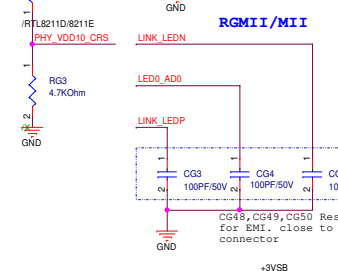 GND
RGMII/MII
/RTL8211D/8211E
PHY_VDD10_CRS
LINK_LEDN
1
RG3
4.7KOhm
2
GND
LED0_AD0
LINK_LEDP
1
CG3
100PF/50V
2
1
CG4
100PF/50V
2
1
2
GND
CG48,CG49,CG50 Res
for EMI. close to
connector
+3VSB